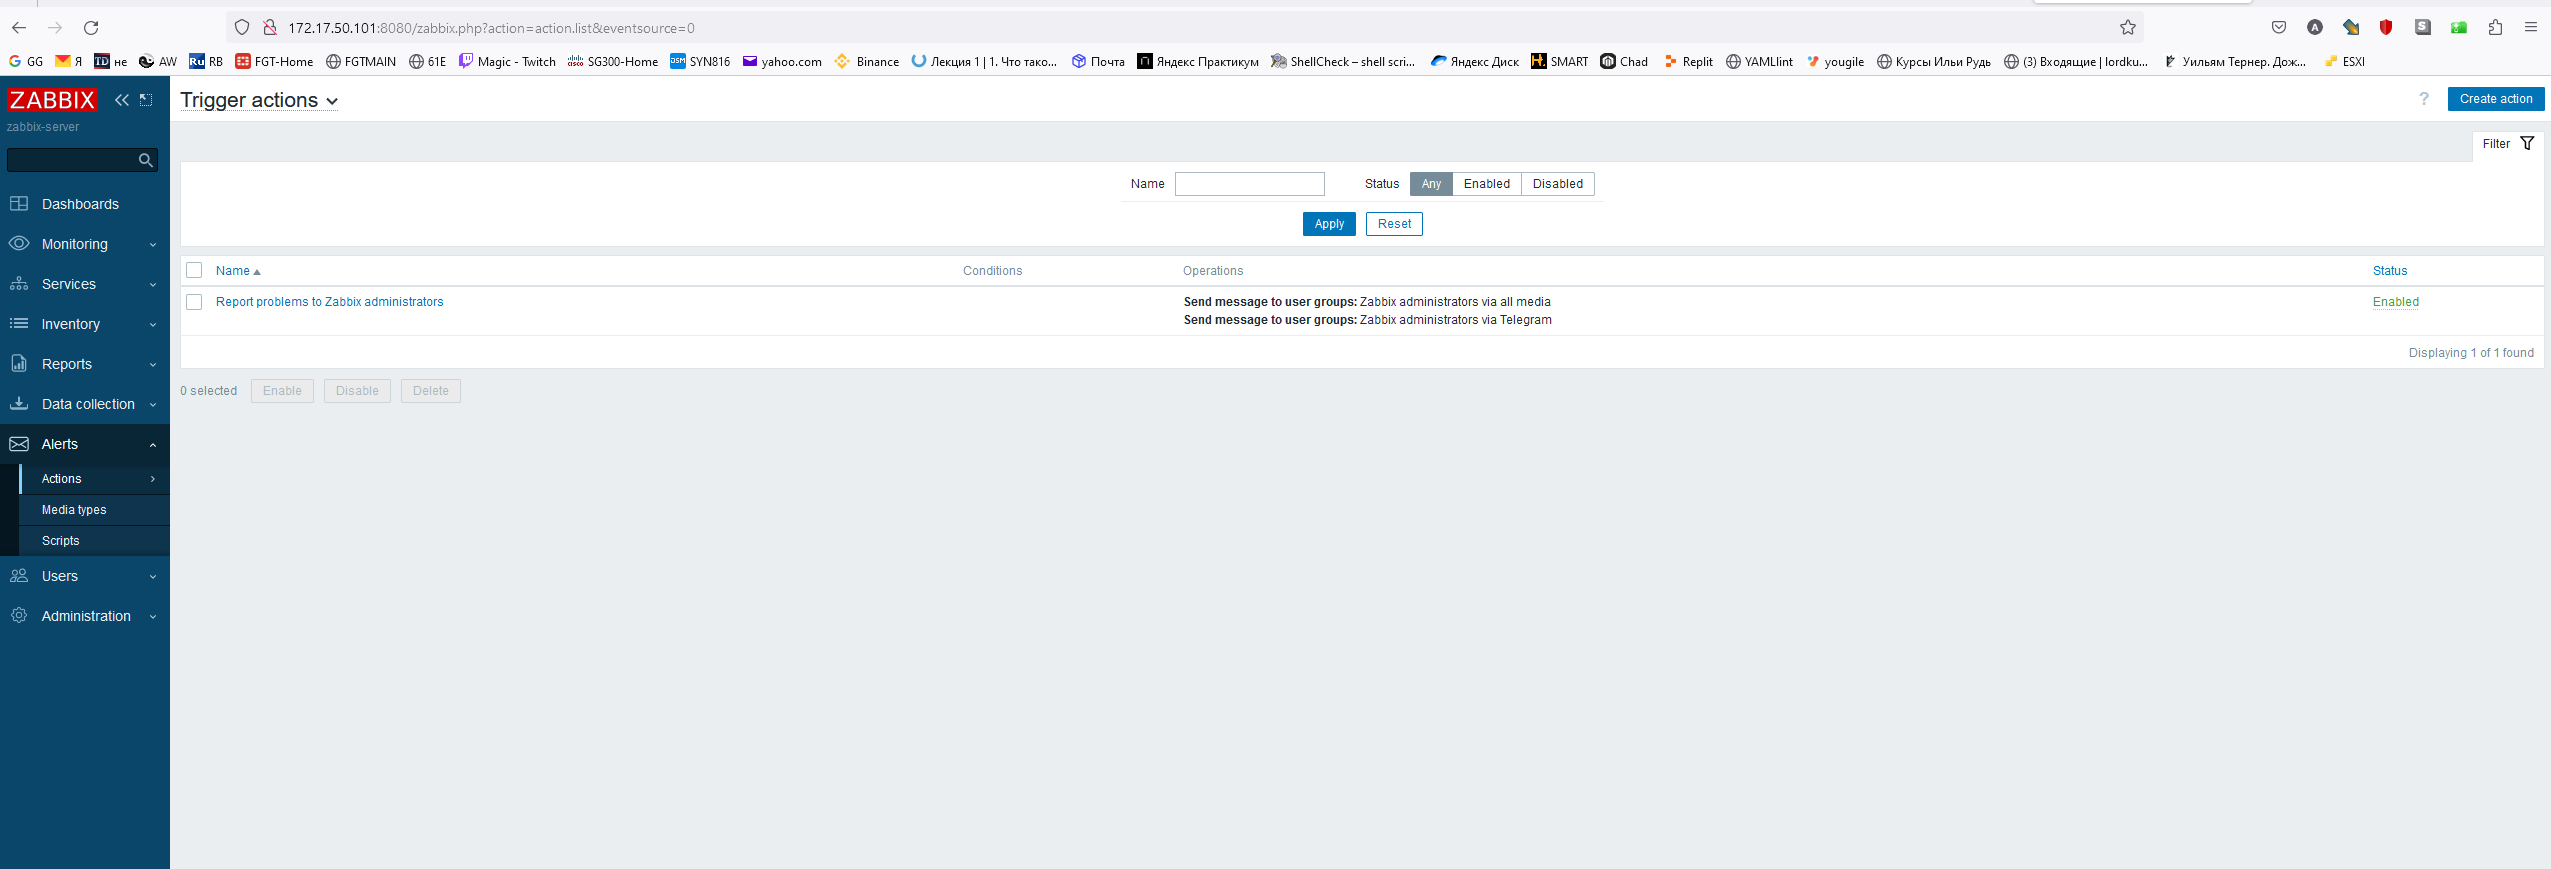 172.17.50.101:8080/zabbix.php?action=action.list&eventsource=0
GG Я не AW RB FGT-Home FGTMAIN 61E Magic - Twitch SG300-Home SYN816 yahoo.com Binance Лекция 1 | 1. Что тако... Почта Яндекс Практикум ShellCheck – shell scri... Яндекс Диск SMART Chad Replit YAMLlint yougile Курсы Ильи Рудь (3) Входящие | lordku... Уильям Тернер. Дож... ESXI
ZABBIX
zabbix-server
Trigger actions
? Create action
Filter
Name Status Any Enabled Disabled
Apply Reset
Dashboards
Monitoring
Services
Inventory
Reports
Data collection
Alerts
Actions
Media types
Scripts
Users
Administration
Name Conditions Operations Status
Report problems to Zabbix administrators Send message to user groups: Zabbix administrators via all media Enabled
Send message to user groups: Zabbix administrators via Telegram
Displaying 1 of 1 found
0 selected Enable Disable Delete